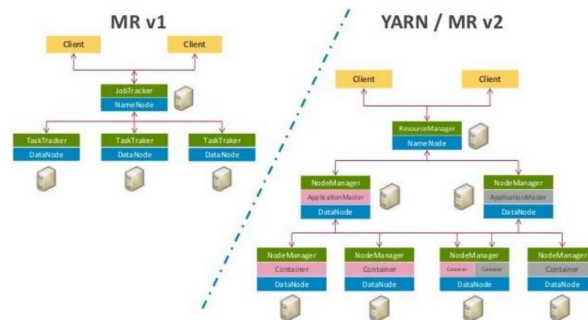 MR v1
YARN / MR v2
Client
Client
JobTracker
NameNode
TaskTracker
DataNode
TaskTraker
DataNode
TaskTraker
DataNode
Client
Client
ResourceManager
NameNode
NodeManager
ApplicationMaster
DataNode
NodeManager
ApplicationMaster
DataNode
NodeManager
Container
DataNode
NodeManager
Container
DataNode
NodeManager
Container Container
DataNode
NodeManager
Container
DataNode